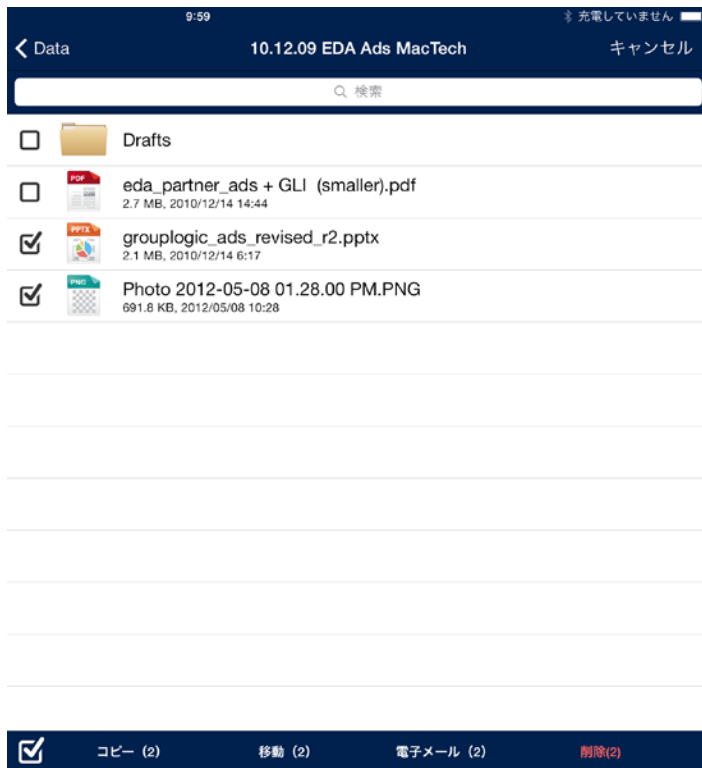 9:59
充電していません
Data
10.12.09 EDA Ads MacTech
キャンセル
検索
Drafts
PDF
eda_partner_ads + GLI  (smaller).pdf
2.7 MB, 2010/12/14 14:44
PPTX
grouplogic_ads_revised_r2.pptx
2.1 MB, 2010/12/14 6:17
PNG
Photo 2012-05-08 01.28.00 PM.PNG
691.8 KB, 2012/05/08 10:28
コピー（2）
移動（2）
電子メール（2）
削除(2)